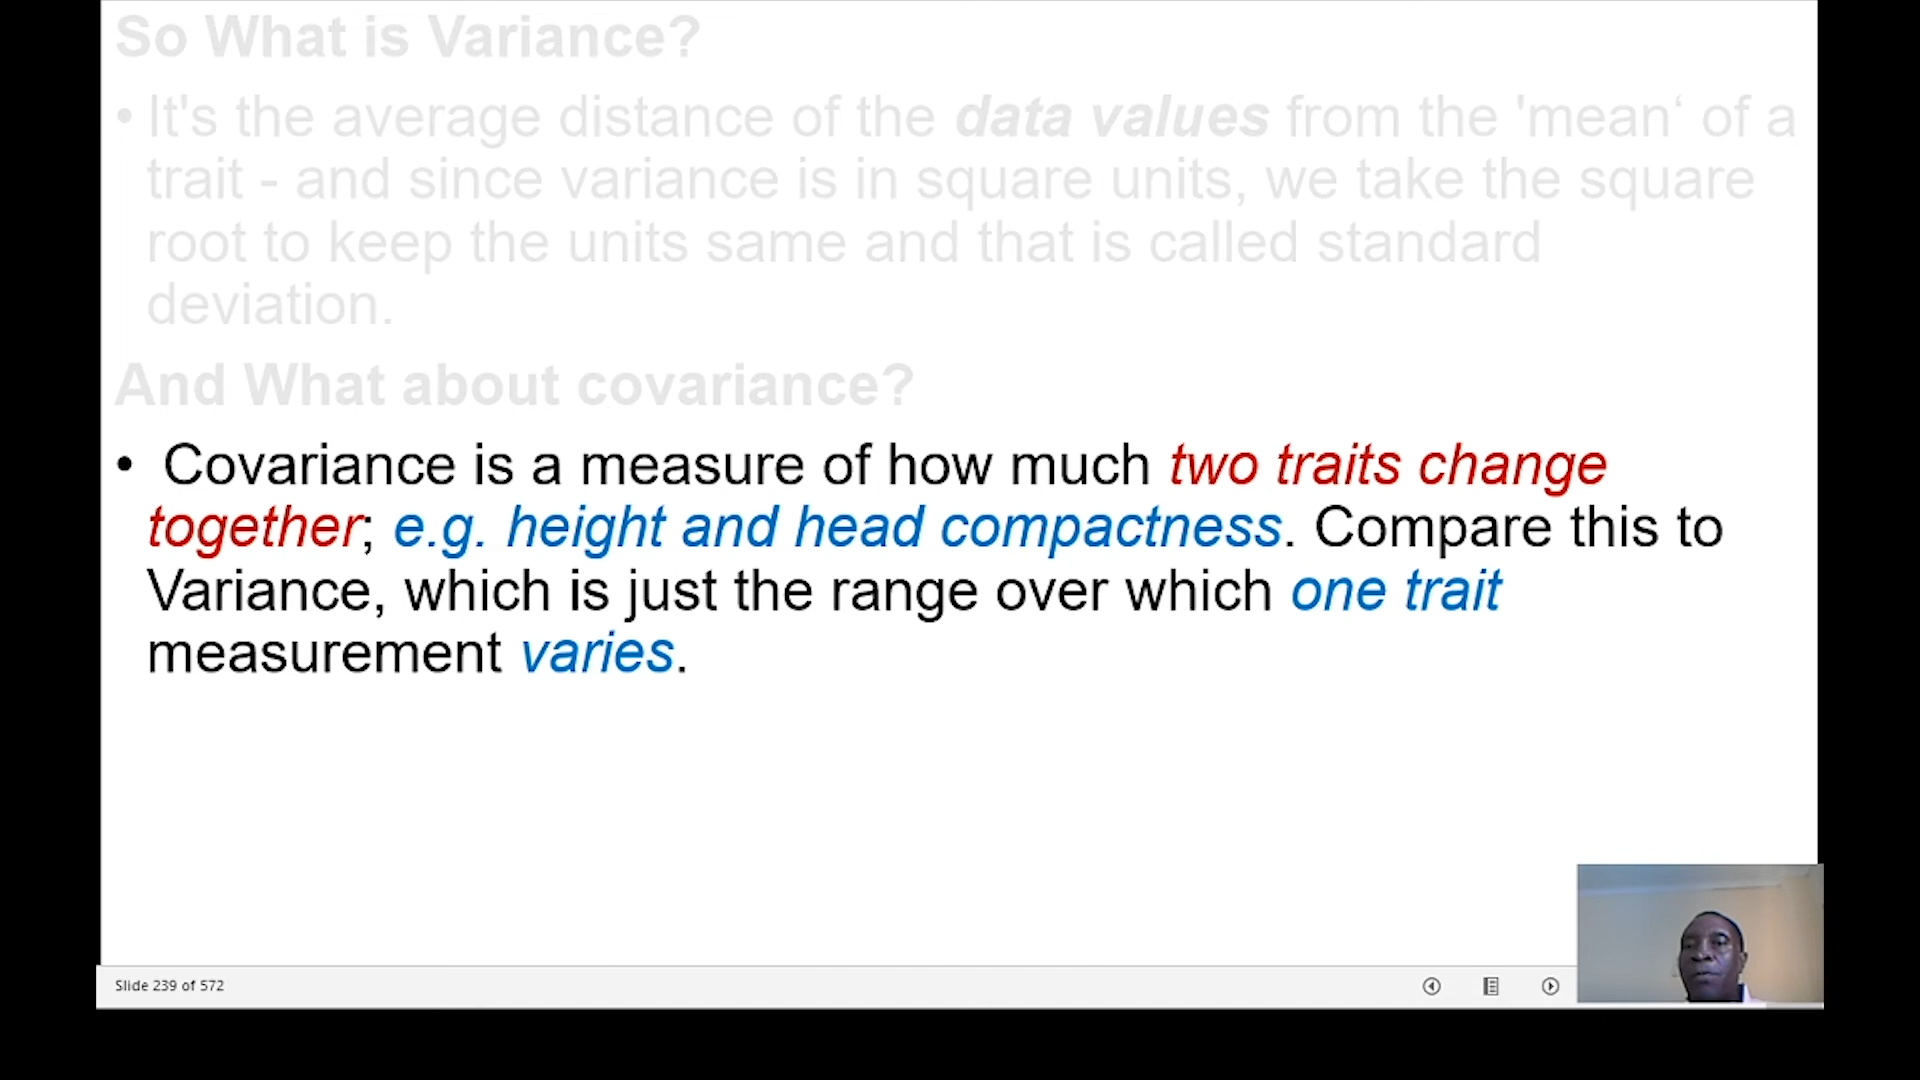 So What is Variance?
• It's the average distance of the data values from the 'mean‘ of a
trait - and since variance is in square units, we take the square
root to keep the units same and that is called standard
deviation.
And What about covariance?
• Covariance is a measure of how much two traits change
together; e.g. height and head compactness. Compare this to
Variance, which is just the range over which one trait
measurement varies.
Slide 239 of 572